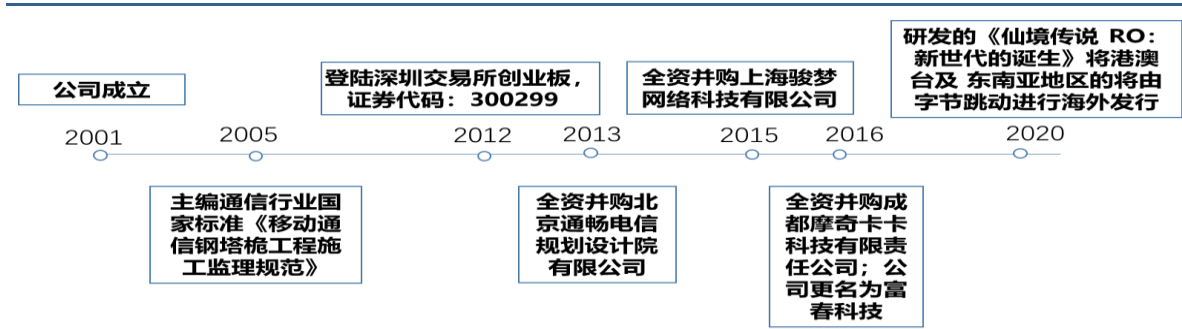 公司成立
登陆深圳交易所创业板，
证券代码：300299
全资并购上海骏梦
网络科技有限公司
研发的《仙境传说 RO：
新世代的诞生》将港澳
台及 东南亚地区的将由
字节跳动进行海外发行
2001
2005
2012
2013
2015
2016
2020
主编通信行业国
家标准《移动通
信钢塔桅工程施
工监理规范》
全资并购北
京通畅电信
规划设计院
有限公司
全资并购成
都摩奇卡卡
科技有限责
任公司；公
司更名为富
春科技